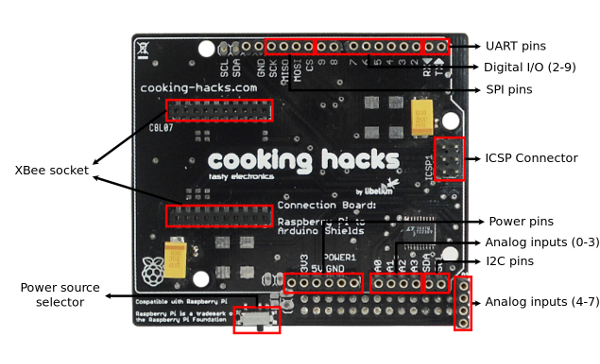 UART pins
Digital I/O (2-9)
SPI pins
SCL
SDA
GND
SCK
MISO
MOSI
CS
9
8
7
6
5
4
3
2
RX
TX
cooking-hacks.com
C8L07
XBee socket
cooking hacks
tasty electronics
by libelium
ICSP1
ICSP Connector
Connection Board:
Raspberry Pi to
Arduino Shields
Power pins
Analog inputs (0-3)
I2C pins
3V3
5V
GND
POWER1
A0
A1
A2
A3
SDA
Power source
selector
Compatible with Raspberry Pi
Raspberry Pi is a trademark of
the Raspberry Pi Foundation
Analog inputs (4-7)